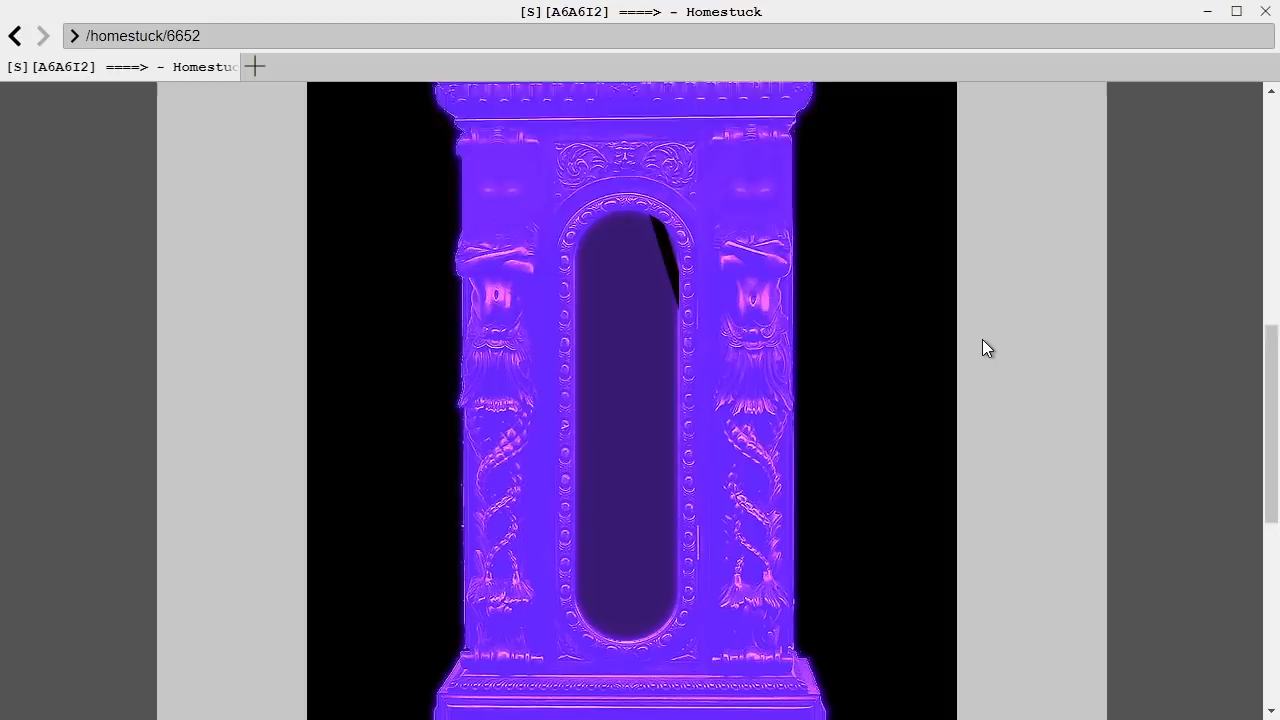 [S][A6A6I2] ====> - Homestuck
/homestuck/6652
[S][A6A6I2] ====> - Homestuc